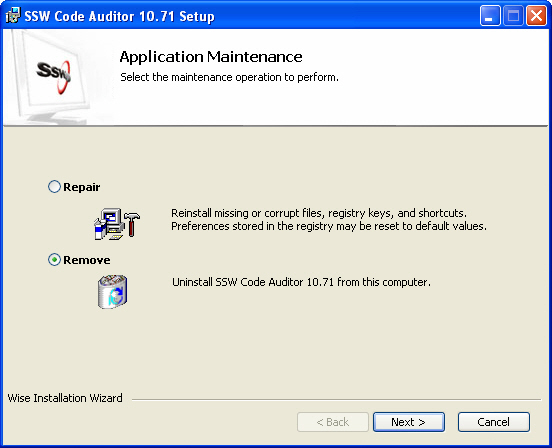 SSW Code Auditor 10.71 Setup
SSW
Application Maintenance
Select the maintenance operation to perform.
Repair
Reinstall missing or corrupt files, registry keys, and shortcuts.
Preferences stored in the registry may be reset to default values.
Remove
Uninstall SSW Code Auditor 10.71 from this computer.
Wise Installation Wizard
< Back
Next >
Cancel